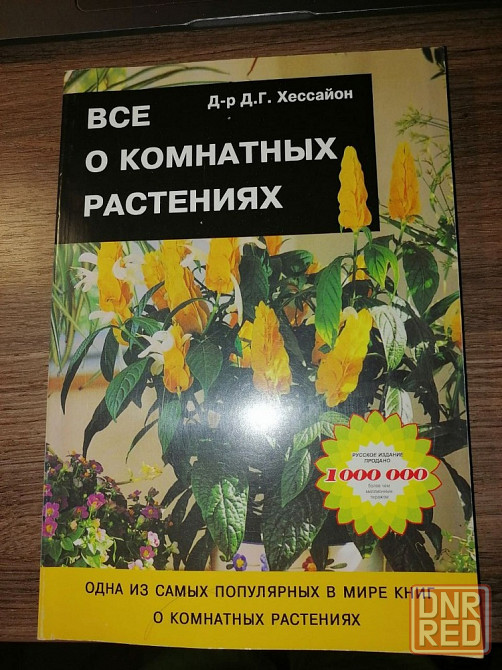 Д-р Д.Г. Хессайон
ВСЕ
О КОМНАТНЫХ
РАСТЕНИЯХ
РУССКОЕ ИЗДАНИЕ
ПРОДАНО
1 000 000
ОДНА ИЗ САМЫХ ПОПУЛЯРНЫХ В МИРЕ КНИГ
О КОМНАТНЫХ РАСТЕНИЯХ
DNR
RED